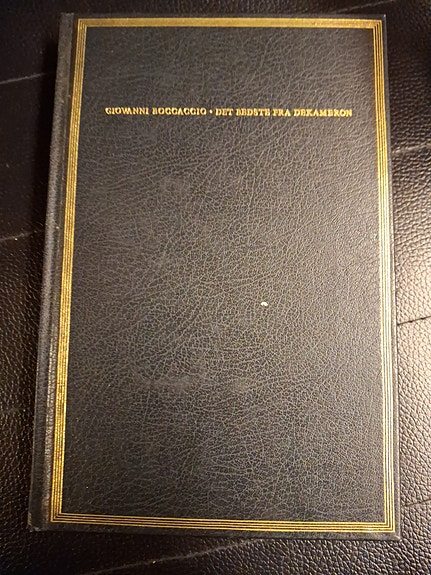 GIOVANNI BOCCACCIO • DET BEDSTE FRA DEKAMERON